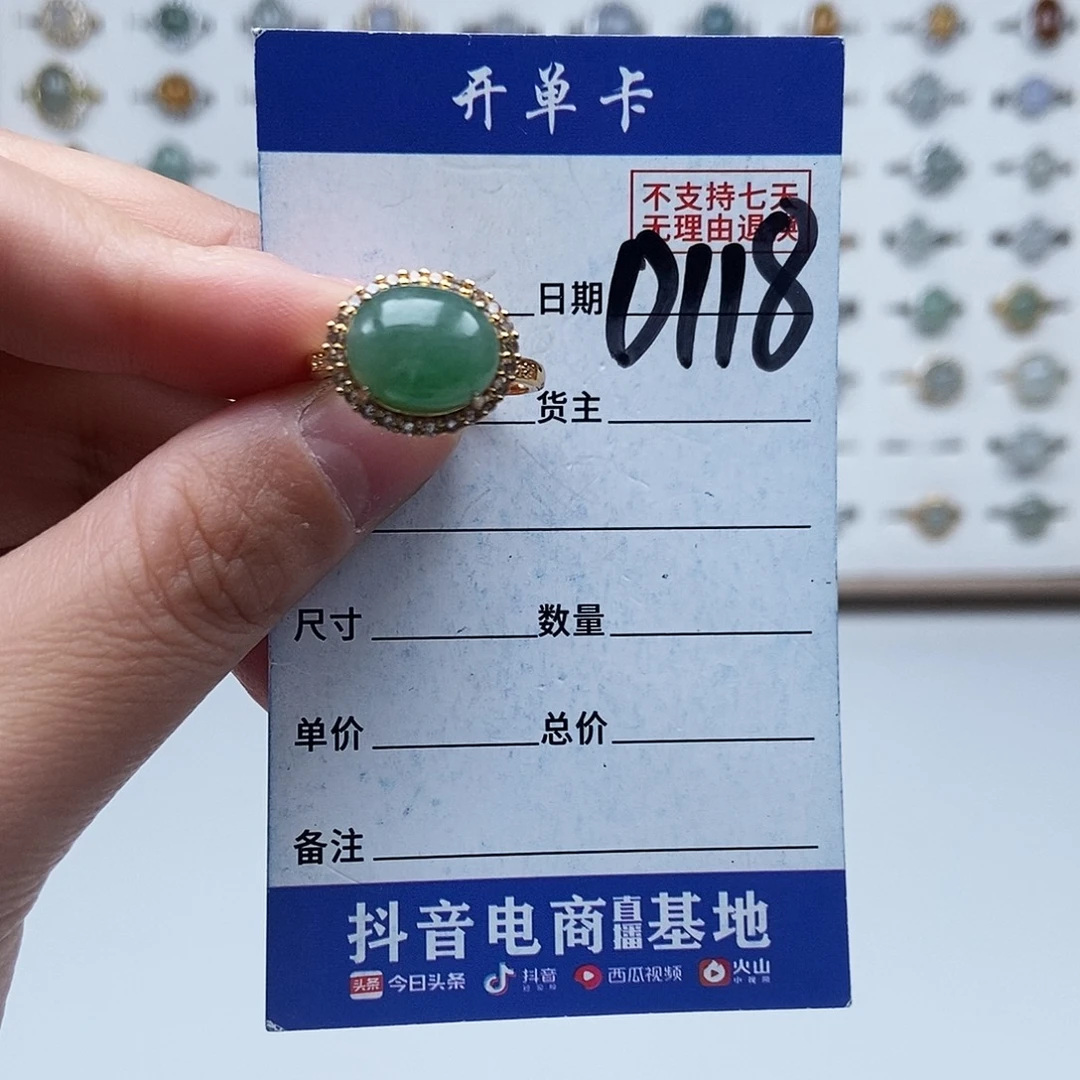 开单卡
不支持七天
无理由退换
日期 0118
货主
尺寸 数量
单价 总价
备注
抖音电商直播基地
头条 今日头条 抖音 西瓜视频 火山